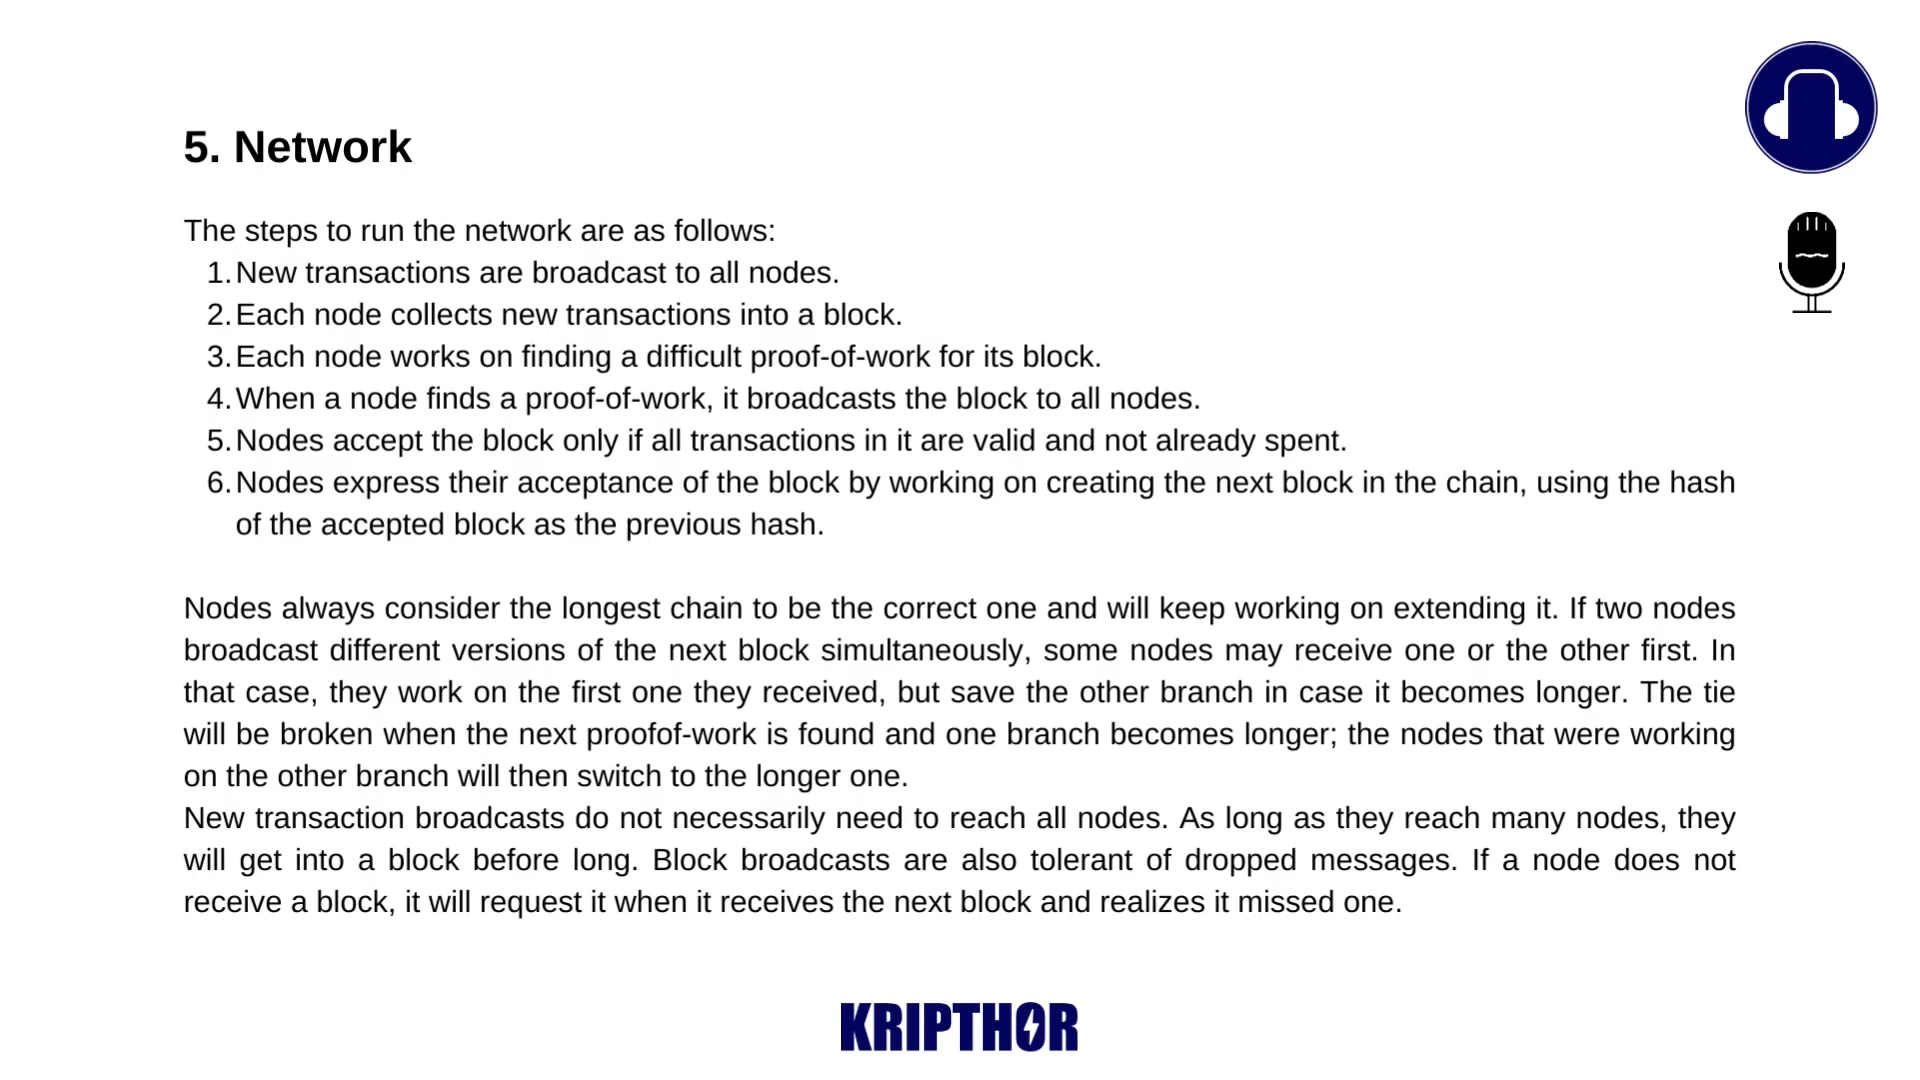 5. Network
The steps to run the network are as follows:
1. New transactions are broadcast to all nodes.
2. Each node collects new transactions into a block.
3. Each node works on finding a difficult proof-of-work for its block.
4. When a node finds a proof-of-work, it broadcasts the block to all nodes.
5. Nodes accept the block only if all transactions in it are valid and not already spent.
6. Nodes express their acceptance of the block by working on creating the next block in the chain, using the hash
of the accepted block as the previous hash.
Nodes always consider the longest chain to be the correct one and will keep working on extending it. If two nodes
broadcast different versions of the next block simultaneously, some nodes may receive one or the other first. In
that case, they work on the first one they received, but save the other branch in case it becomes longer. The tie
will be broken when the next proofof-work is found and one branch becomes longer; the nodes that were working
on the other branch will then switch to the longer one.
New transaction broadcasts do not necessarily need to reach all nodes. As long as they reach many nodes, they
will get into a block before long. Block broadcasts are also tolerant of dropped messages. If a node does not
receive a block, it will request it when it receives the next block and realizes it missed one.
KRIPTHOR